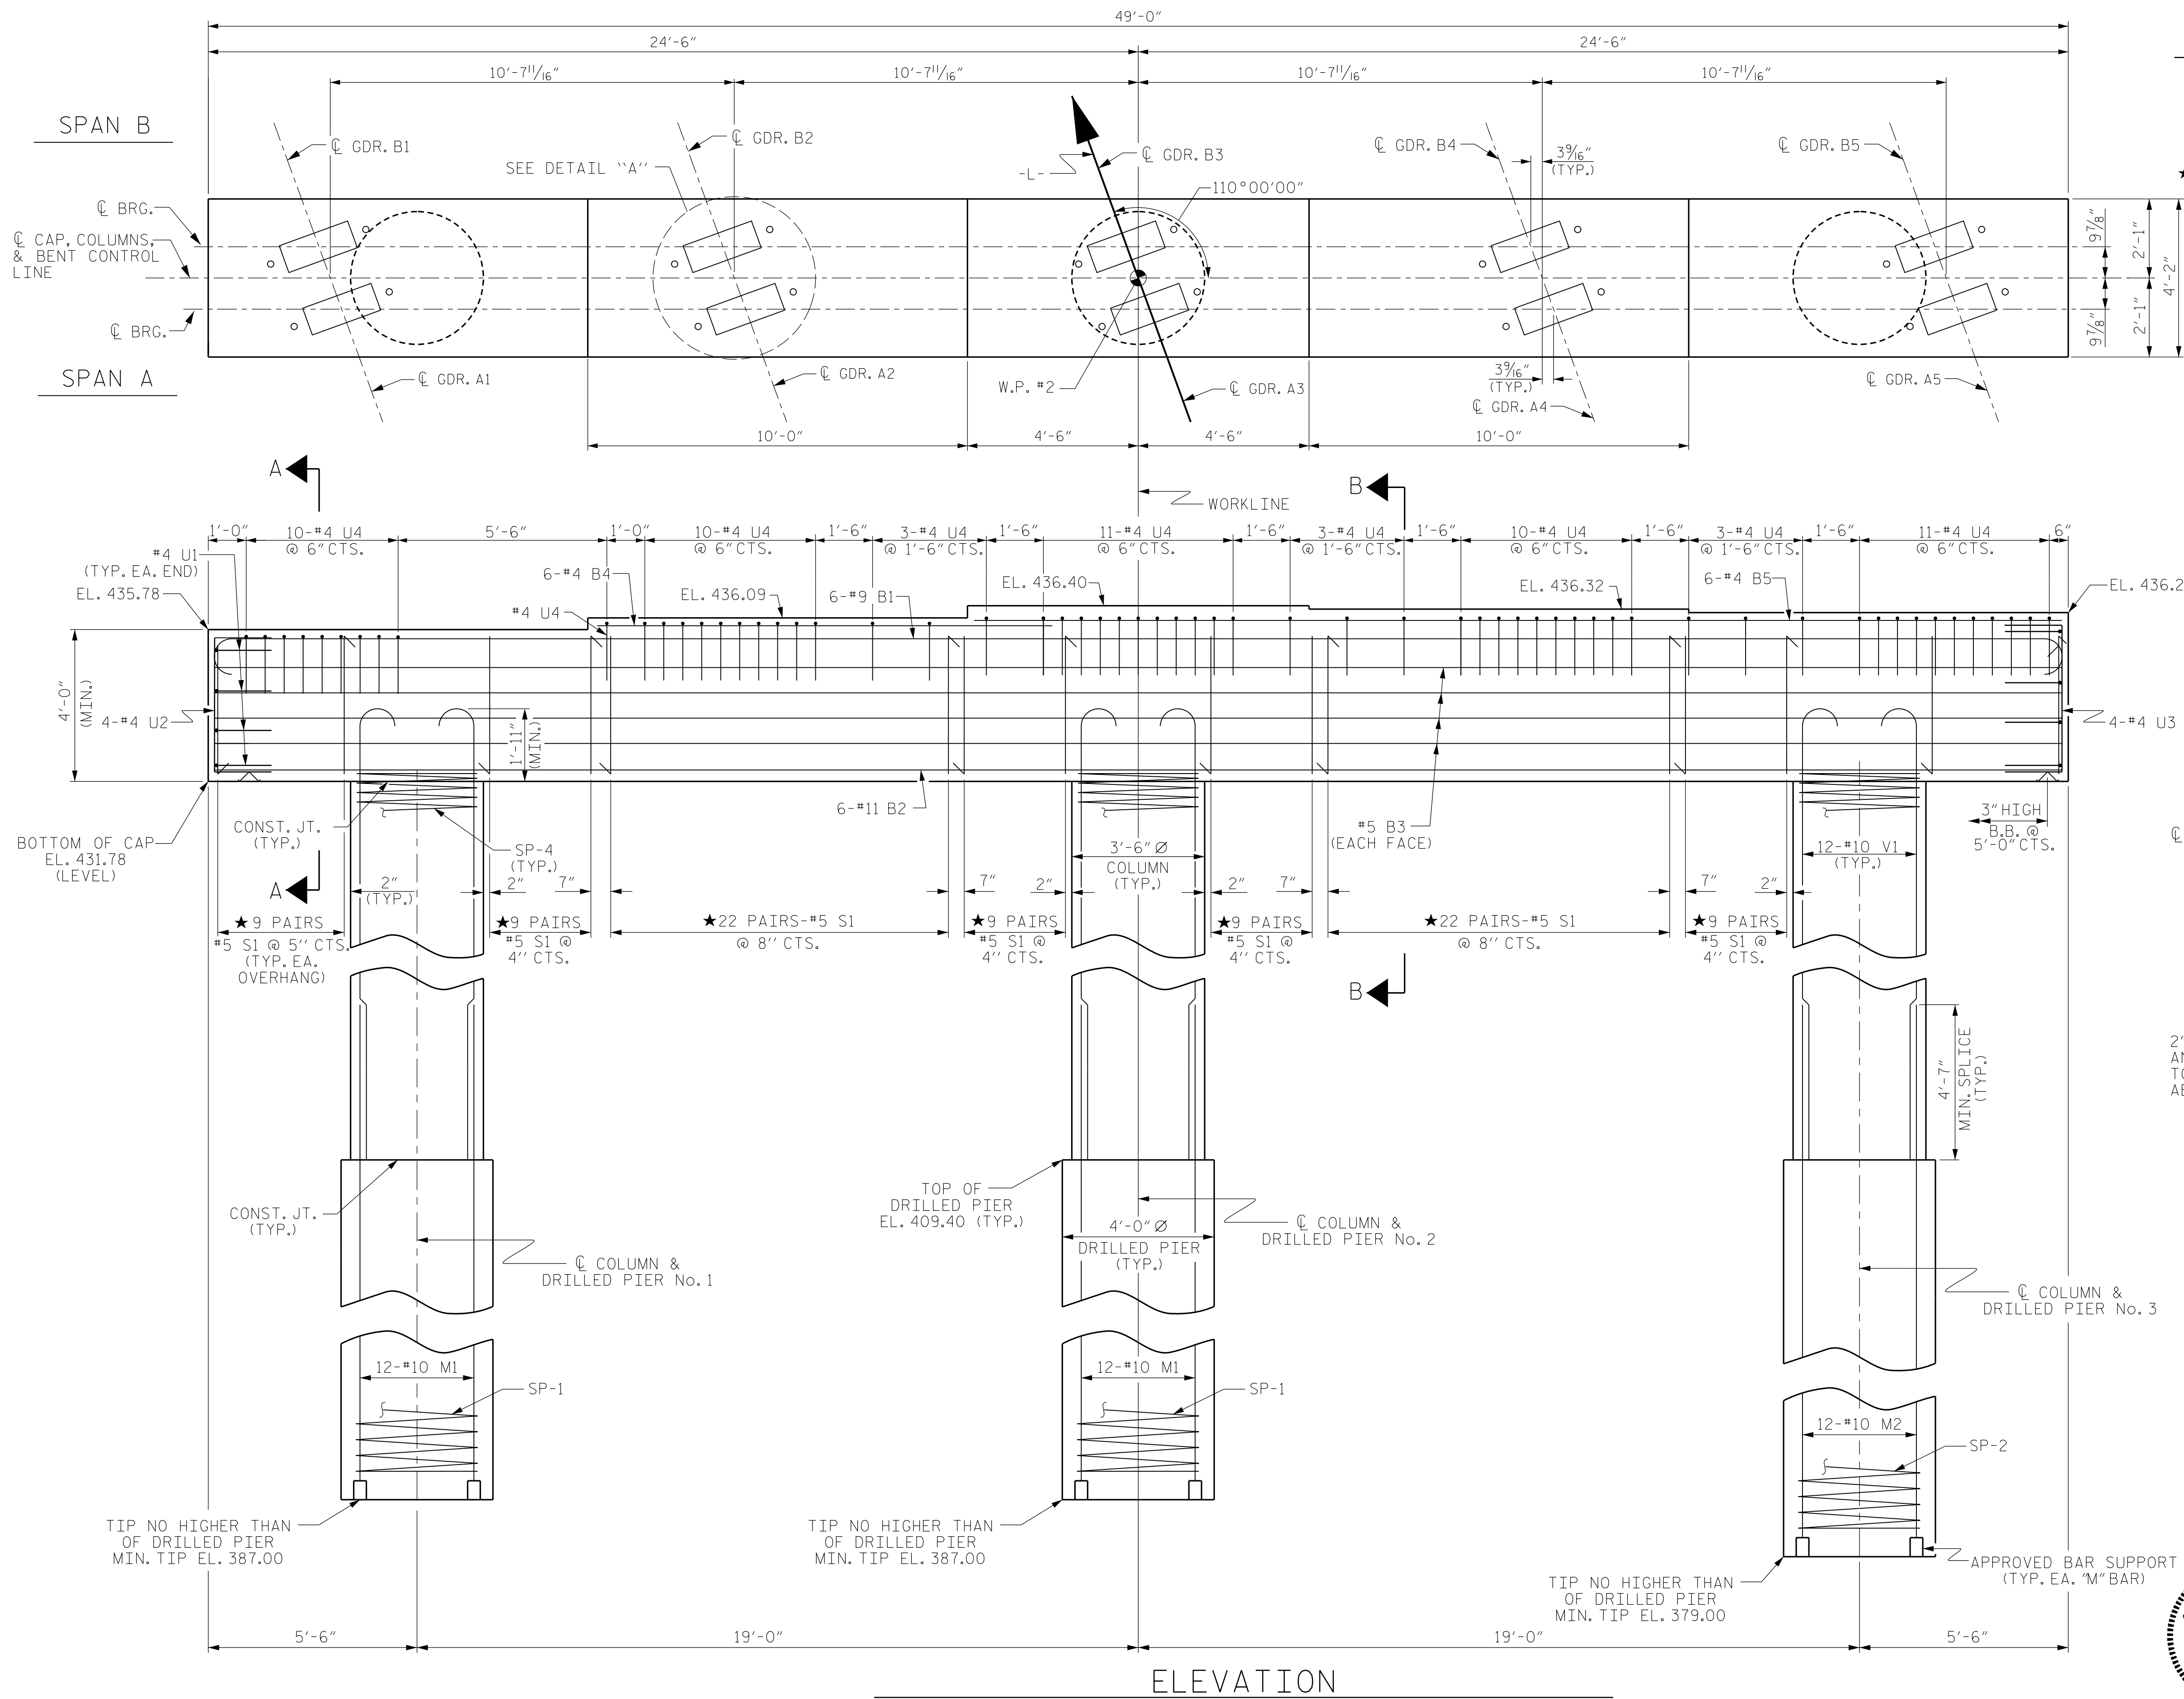 49'-0"
24'-6"
24'-6"
10'-7 11/16"
10'-7 11/16"
10'-7 11/16"
10'-7 11/16"
SPAN B
℄ GDR. B1
℄ GDR. B2
SEE DETAIL "A"
-L-
℄ GDR. B3
110°00'00"
℄ GDR. B4
3 9/16"
(TYP.)
℄ GDR. B5
℄ BRG.
℄ CAP, COLUMNS,
& BENT CONTROL
LINE
℄ BRG.
9 7/8"
9 7/8"
2'-1"
2'-1"
4'-2"
SPAN A
℄ GDR. A1
℄ GDR. A2
W.P. #2
℄ GDR. A3
3 9/16"
(TYP.)
℄ GDR. A4
℄ GDR. A5
10'-0"
4'-6"
4'-6"
10'-0"
A
WORKLINE
B
1'-0"
10-#4 U4
@ 6" CTS.
5'-6"
1'-0"
10-#4 U4
@ 6" CTS.
1'-6"
3-#4 U4
@ 1'-6" CTS.
1'-6"
11-#4 U4
@ 6" CTS.
1'-6"
3-#4 U4
@ 1'-6" CTS.
1'-6"
10-#4 U4
@ 6" CTS.
1'-6"
3-#4 U4
@ 1'-6" CTS.
1'-6"
11-#4 U4
@ 6" CTS.
6"
#4 U1
(TYP. EA. END)
EL. 435.78
6-#4 B4
#4 U4
EL. 436.09
6-#9 B1
EL. 436.40
EL. 436.32
6-#4 B5
EL. 436.2
4'-0"
(MIN.)
4-#4 U2
1'-11"
(MIN.)
4-#4 U3
BOTTOM OF CAP
EL. 431.78
(LEVEL)
CONST. JT.
(TYP.)
SP-4
(TYP.)
6-#11 B2
#5 B3
(EACH FACE)
3" HIGH
B.B. @
5'-0" CTS.
3'-6" Ø
COLUMN
(TYP.)
12-#10 V1
(TYP.)
A
2"
(TYP.)
2"
7"
7"
2"
2"
7"
7"
2"
★9 PAIRS
#5 S1 @ 5" CTS.
(TYP. EA.
OVERHANG)
★9 PAIRS
#5 S1 @
4" CTS.
★22 PAIRS-#5 S1
@ 8" CTS.
★9 PAIRS
#5 S1 @
4" CTS.
★9 PAIRS
#5 S1 @
4" CTS.
★22 PAIRS-#5 S1
@ 8" CTS.
★9 PAIRS
#5 S1 @
4" CTS.
B
4'-7"
MIN. SPLICE
(TYP.)
CONST. JT.
(TYP.)
℄ COLUMN &
DRILLED PIER No. 1
TOP OF
DRILLED PIER
EL. 409.40 (TYP.)
4'-0" Ø
DRILLED PIER
(TYP.)
℄ COLUMN &
DRILLED PIER No. 2
℄ COLUMN &
DRILLED PIER No. 3
12-#10 M1
SP-1
12-#10 M1
SP-1
12-#10 M2
SP-2
TIP NO HIGHER THAN
OF DRILLED PIER
MIN. TIP EL. 387.00
TIP NO HIGHER THAN
OF DRILLED PIER
MIN. TIP EL. 387.00
TIP NO HIGHER THAN
OF DRILLED PIER
MIN. TIP EL. 379.00
APPROVED BAR SUPPORT
(TYP. EA. "M" BAR)
5'-6"
19'-0"
19'-0"
5'-6"
ELEVATION